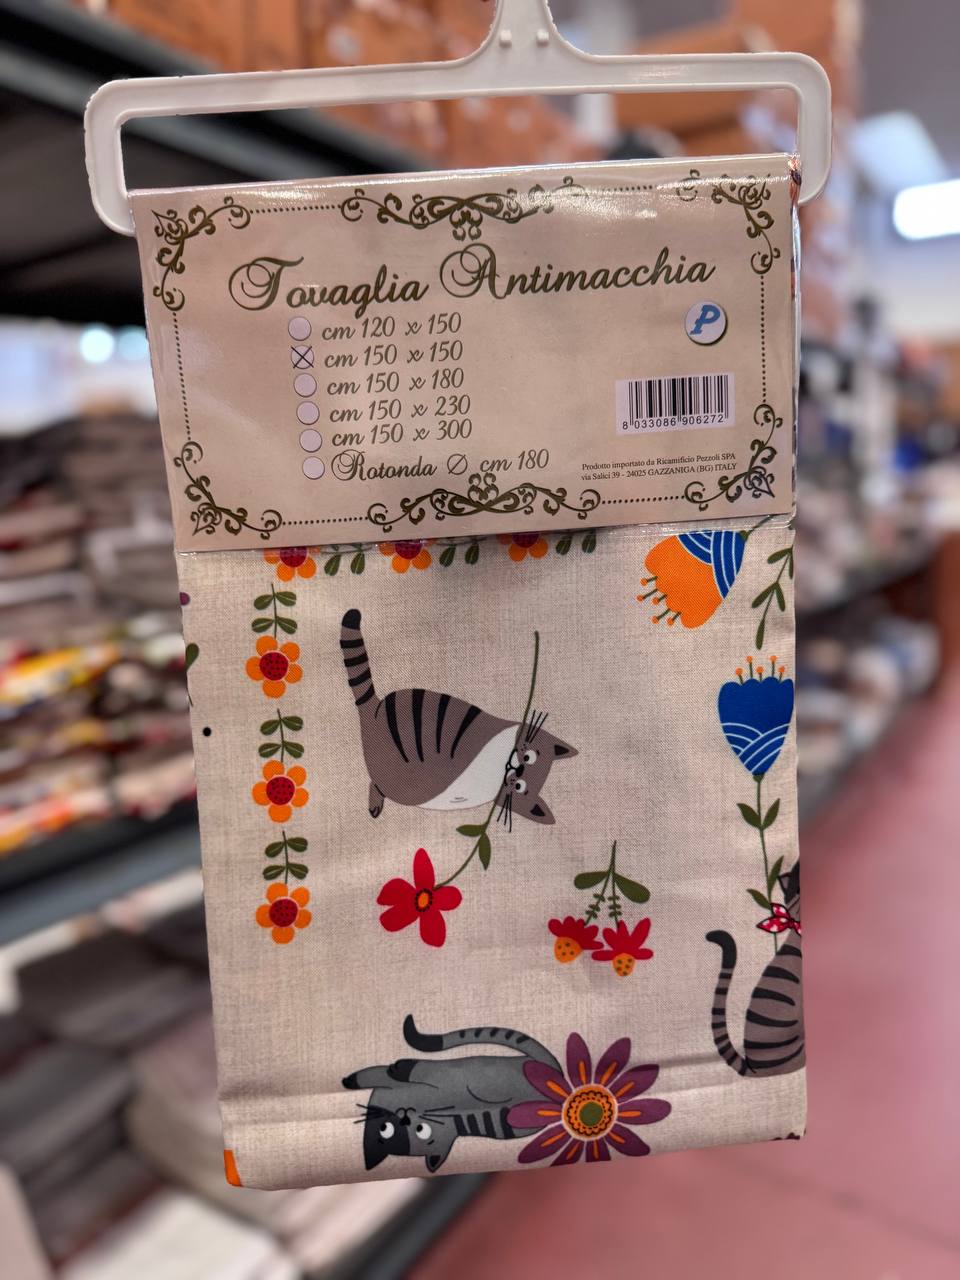 Tovaglia Antimacchia
cm 120 x 150
cm 150 x 150
cm 150 x 180
cm 150 x 230
cm 150 x 300
Rotonda Ø cm 180
P
8 033086 906272
Prodotto importato da Ricamificio Pezzoli SPA
via Salici 39 - 24025 GAZZANIGA (BG) ITALY